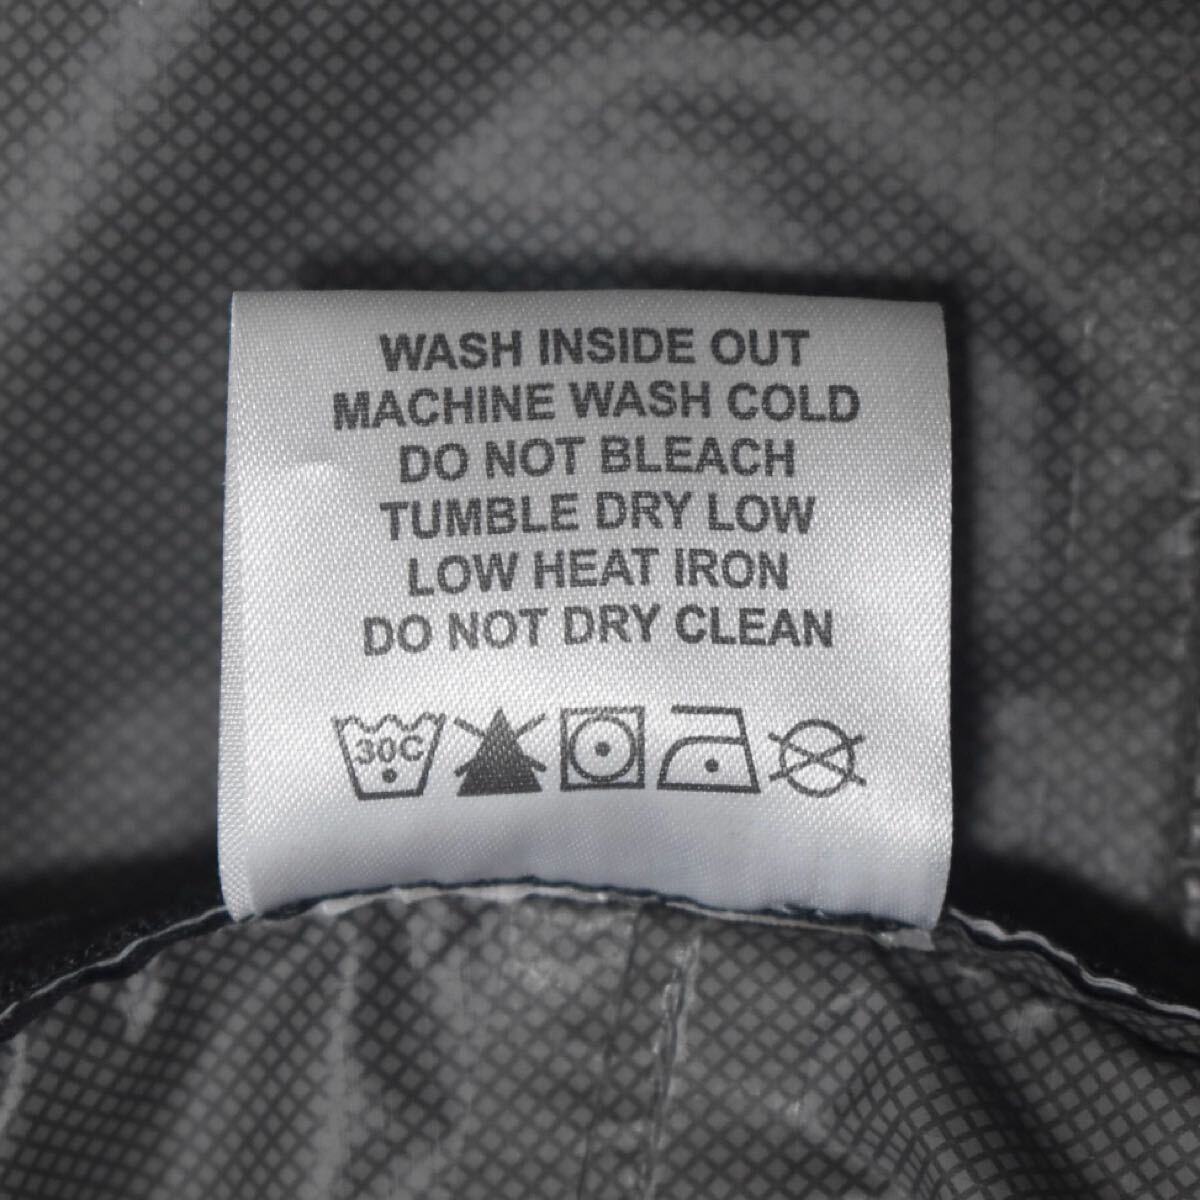 WASH INSIDE OUT
MACHINE WASH COLD
DO NOT BLEACH
TUMBLE DRY LOW
LOW HEAT IRON
DO NOT DRY CLEAN
30C